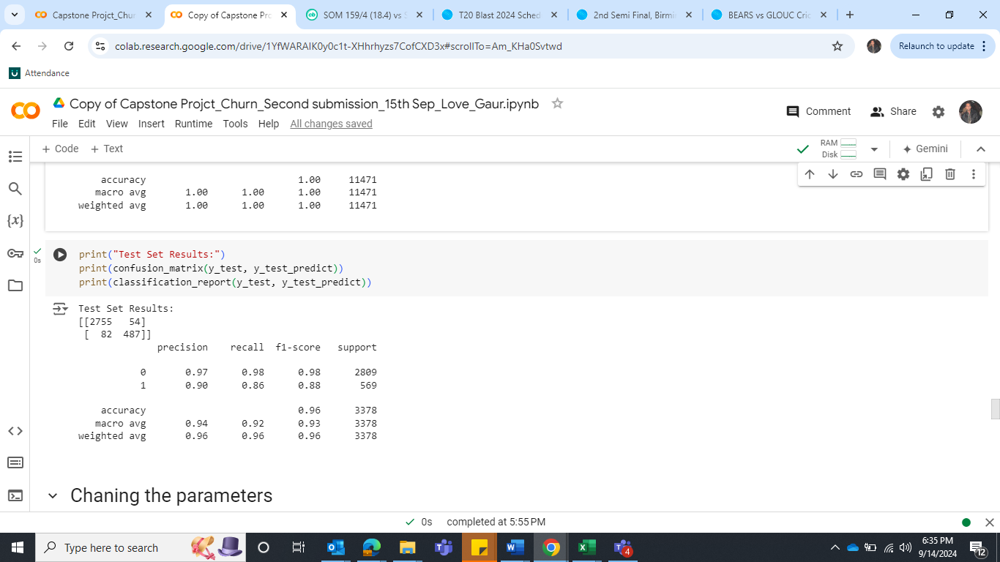 Capstone Projct_Chur
Copy of Capstone Pro
SOM 159/4 (18.4) vs S
T20 Blast 2024 Sched
2nd Semi Final, Birmi
BEARS vs GLOUC Cric
colab.research.google.com/drive/1YfWARAIK0y0c1t-XHhrhyzs7CofCXD3x#scrollTo=Am_KHa0Svtwd
Relaunch to update
Attendance
Copy of Capstone Projct_Churn_Second submission_15th Sep_Love_Gaur.ipynb
Comment
Share
File Edit View Insert Runtime Tools Help All changes saved
+ Code + Text
RAM
Disk
Gemini
accuracy 1.00 11471
macro avg 1.00 1.00 1.00 11471
weighted avg 1.00 1.00 1.00 11471
0s
print("Test Set Results:")
print(confusion_matrix(y_test, y_test_predict))
print(classification_report(y_test, y_test_predict))
Test Set Results:
[[2755 54]
[ 82 487]]
precision recall f1-score support
0 0.97 0.98 0.98 2809
1 0.90 0.86 0.88 569
accuracy 0.96 3378
macro avg 0.94 0.92 0.93 3378
weighted avg 0.96 0.96 0.96 3378
Chaning the parameters
0s completed at 5:55 PM
Type here to search
4
6:35 PM
9/14/2024
12